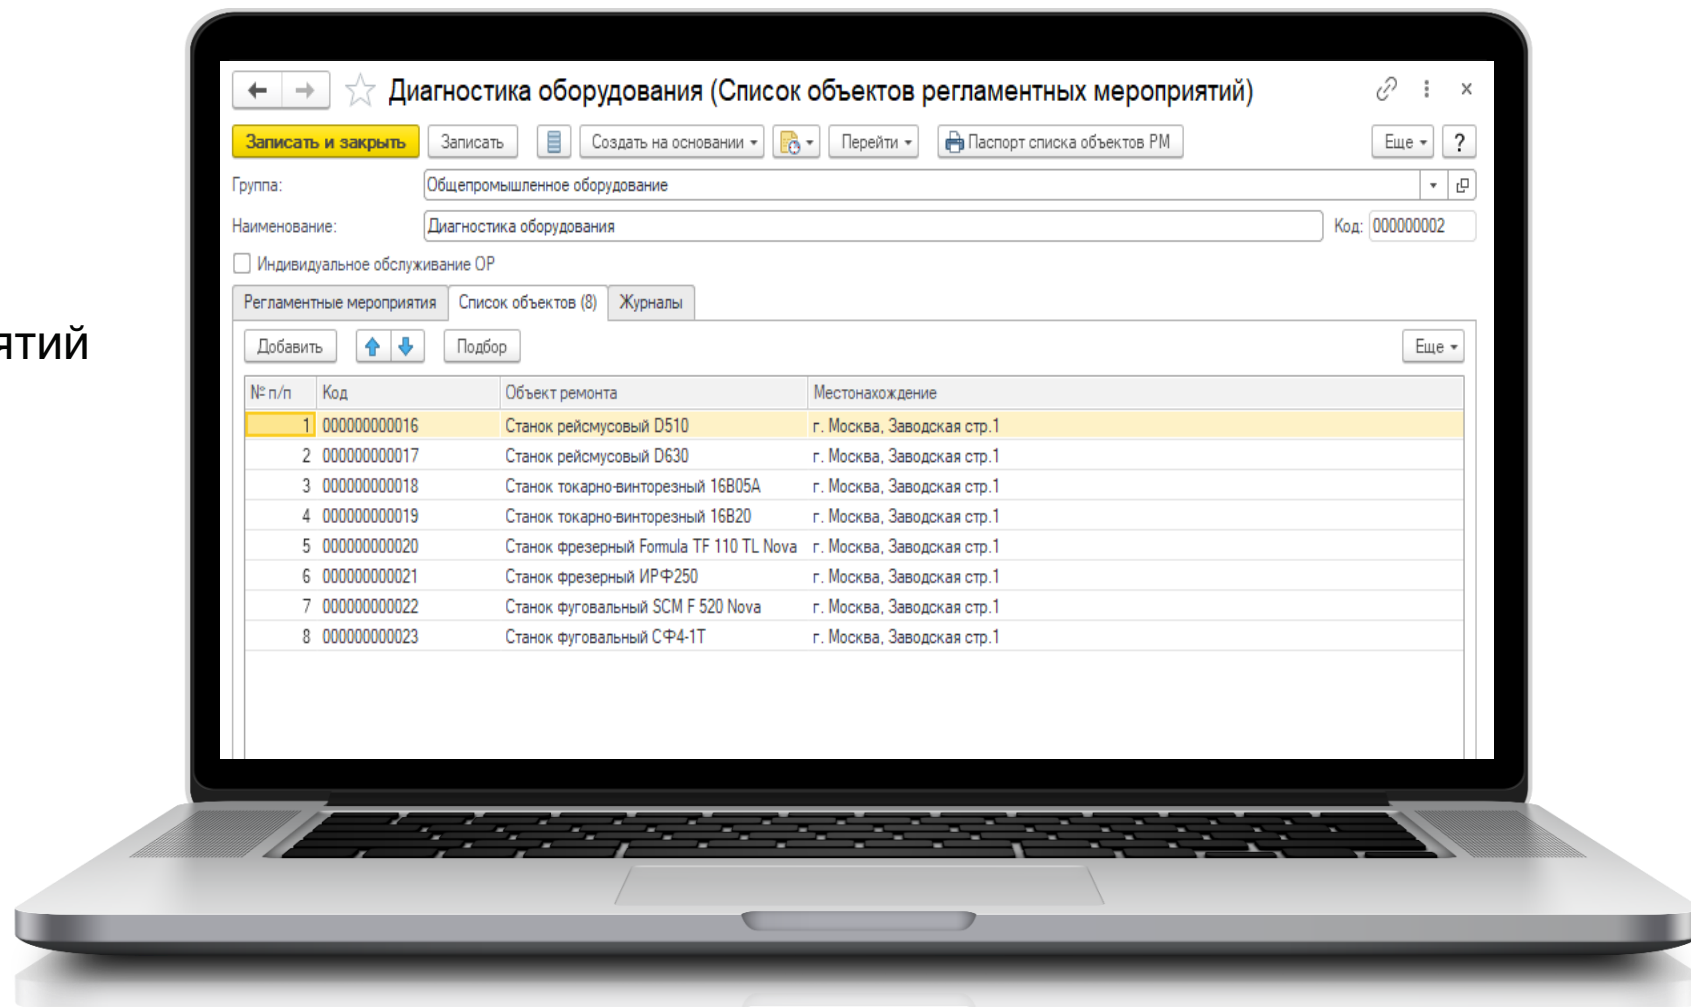 Диагностика оборудования (Список объектов регламентных мероприятий)
Записать и закрыть Записать Создать на основании Перейти Паспорт списка объектов РМ Еще ?
Группа: Общепромышленное оборудование
Наименование: Диагностика оборудования Код: 000000002
Индивидуальное обслуживание ОР
Регламентные мероприятия Список объектов (8) Журналы
ятий
Добавить Подбор Еще
№ п/п Код Объект ремонта Местонахождение
1 000000000016 Станок рейсмусовый D510 г. Москва, Заводская стр.1
2 000000000017 Станок рейсмусовый D630 г. Москва, Заводская стр.1
3 000000000018 Станок токарно-винторезный 16В05А г. Москва, Заводская стр.1
4 000000000019 Станок токарно-винторезный 16В20 г. Москва, Заводская стр.1
5 000000000020 Станок фрезерный Formula TF 110 TL Nova г. Москва, Заводская стр.1
6 000000000021 Станок фрезерный ИРФ250 г. Москва, Заводская стр.1
7 000000000022 Станок фуговальный SCM F 520 Nova г. Москва, Заводская стр.1
8 000000000023 Станок фуговальный СФ4-1Т г. Москва, Заводская стр.1